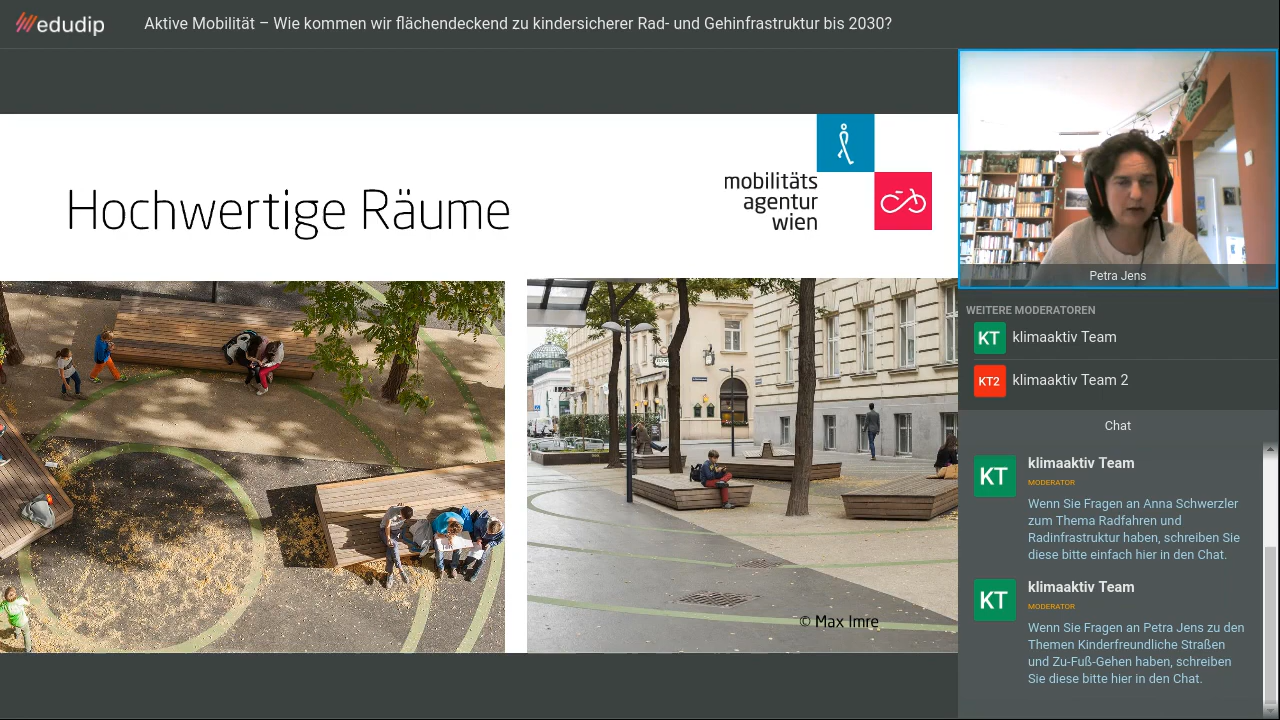 edudip
Aktive Mobilität – Wie kommen wir flächendeckend zu kindersicherer Rad- und Gehinfrastruktur bis 2030?
Hochwertige Räume
mobilitäts
agentur
wien
© Max Imre
Petra Jens
WEITERE MODERATOREN
KT
klimaaktiv Team
KT2
klimaaktiv Team 2
Chat
KT
klimaaktiv Team
MODERATOR
Wenn Sie Fragen an Anna Schwerzler
zum Thema Radfahren und
Radinfrastruktur haben, schreiben Sie
diese bitte einfach hier in den Chat.
KT
klimaaktiv Team
MODERATOR
Wenn Sie Fragen an Petra Jens zu den
Themen Kinderfreundliche Straßen
und Zu-Fuß-Gehen haben, schreiben
Sie diese bitte hier in den Chat.